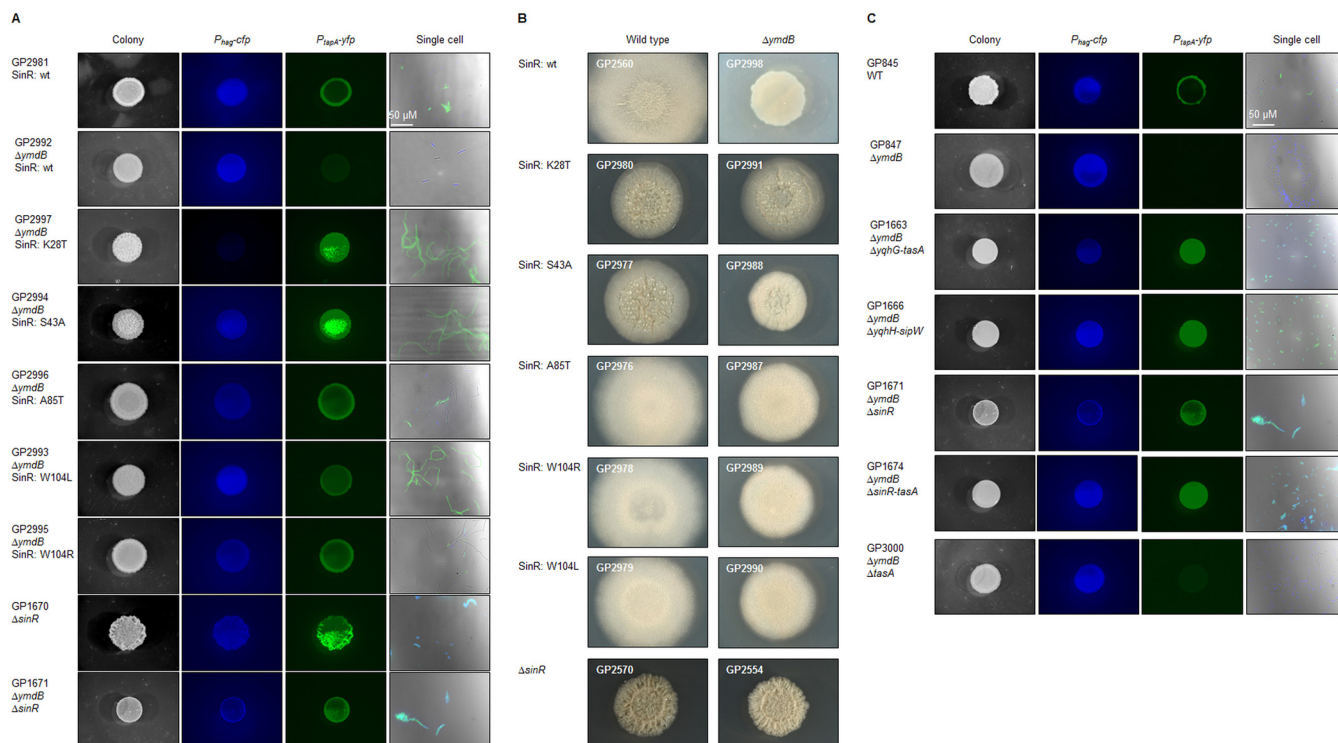 A
Colony P_hag-cfp P_tapA-yfp Single cell
GP2981
SinR: wt
50 µM
GP2992
ΔymdB
SinR: wt
GP2997
ΔymdB
SinR: K28T
GP2994
ΔymdB
SinR: S43A
GP2996
ΔymdB
SinR: A85T
GP2993
ΔymdB
SinR: W104L
GP2995
ΔymdB
SinR: W104R
GP1670
ΔsinR
GP1671
ΔymdB
ΔsinR
B
Wild type ΔymdB
SinR: wt GP2560 GP2998
SinR: K28T GP2980 GP2991
SinR: S43A GP2977 GP2988
SinR: A85T GP2976 GP2987
SinR: W104R GP2978 GP2989
SinR: W104L GP2979 GP2990
ΔsinR GP2570 GP2554
C
Colony P_hag-cfp P_tapA-yfp Single cell
GP845
WT
50 µM
GP847
ΔymdB
GP1663
ΔymdB
ΔyqhG-tasA
GP1666
ΔymdB
ΔyqhH-sipW
GP1671
ΔymdB
ΔsinR
GP1674
ΔymdB
ΔsinR-tasA
GP3000
ΔymdB
ΔtasA